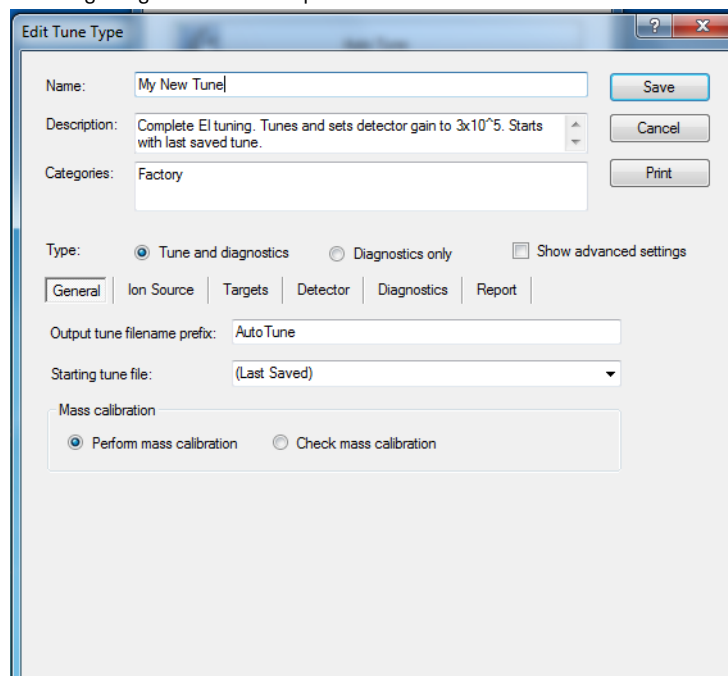 Edit Tune Type
?
X
Name:
My New Tune
Save
Description:
Complete EI tuning. Tunes and sets detector gain to 3x10^5. Starts
with last saved tune.
Cancel
Categories:
Factory
Print
Type:
Tune and diagnostics
Diagnostics only
Show advanced settings
General
Ion Source
Targets
Detector
Diagnostics
Report
Output tune filename prefix:
AutoTune
Starting tune file:
(Last Saved)
Mass calibration
Perform mass calibration
Check mass calibration